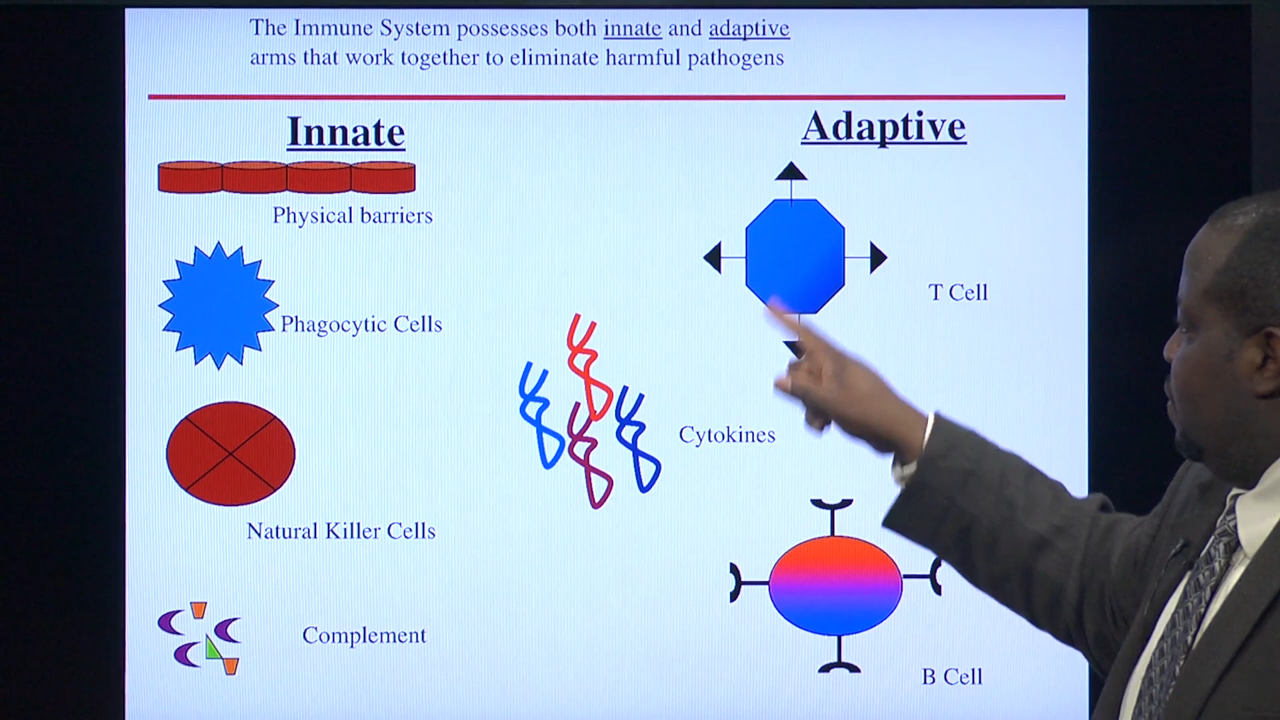 The Immune System possesses both innate and adaptive
arms that work together to eliminate harmful pathogens
Innate
Adaptive
Physical barriers
T Cell
Phagocytic Cells
Cytokines
Natural Killer Cells
Complement
B Cell